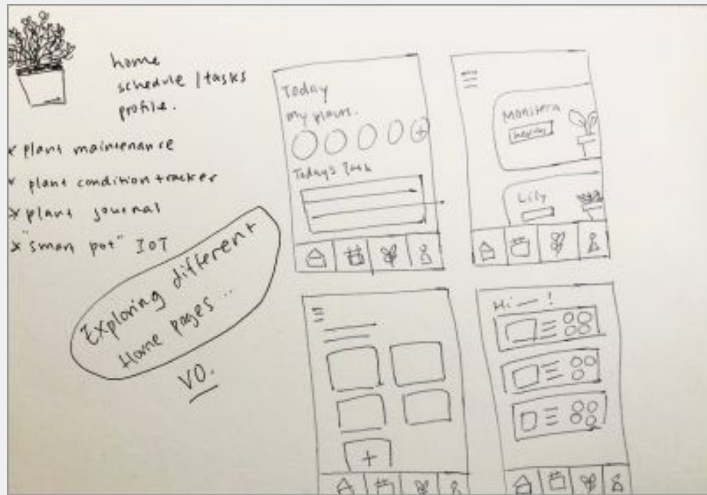 home
schedule / tasks
profile.
* plant maintenance
* plant condition tracker
* plant journal
* "smart pot" IoT
Exploring different
Home pages ...
V0.
Today
my plants.
+
Today's Task
Monstera
Lily
+
Hi — !